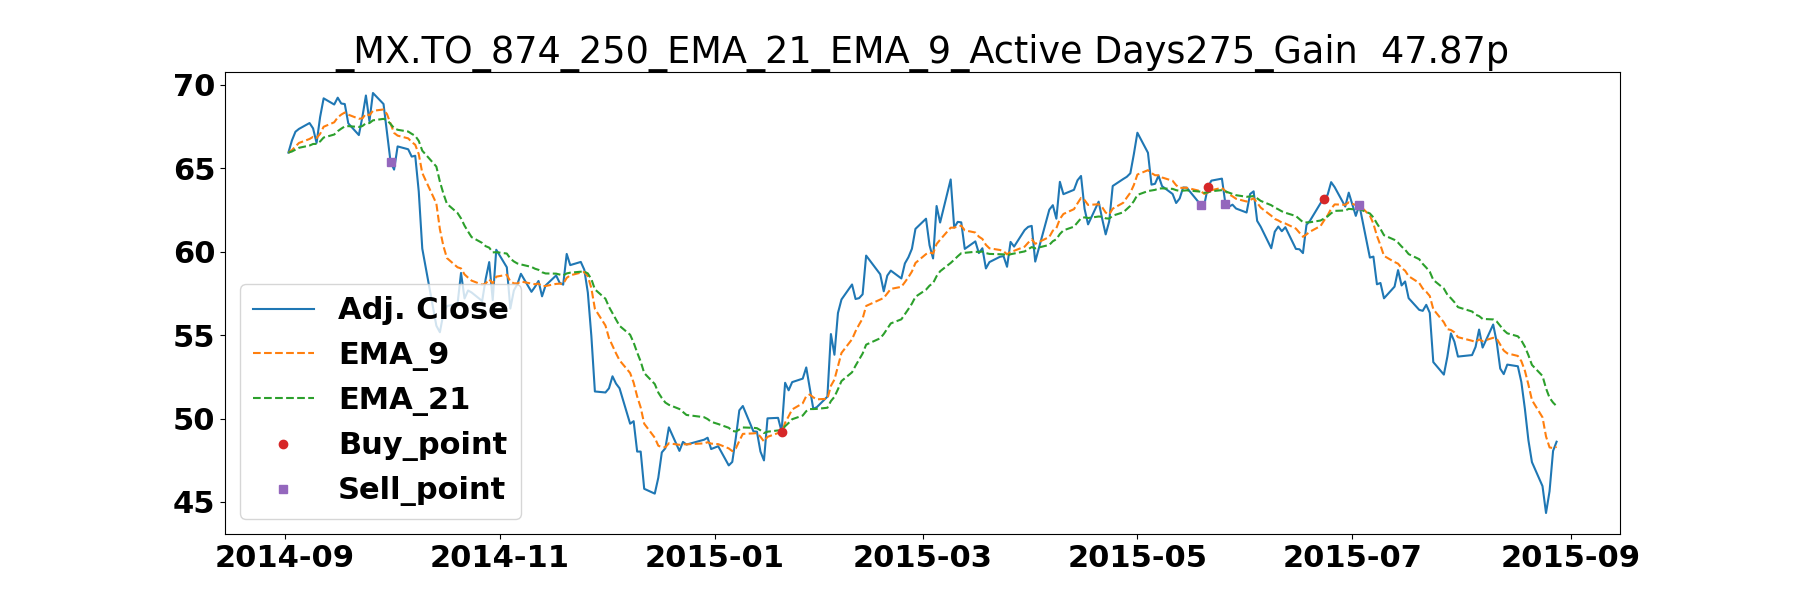 _MX.TO_874_250_EMA_21_EMA_9_Active Days275_Gain  47.87p
70
65
60
55
50
45
Adj. Close
EMA_9
EMA_21
Buy_point
Sell_point
2014-09 2014-11 2015-01 2015-03 2015-05 2015-07 2015-09